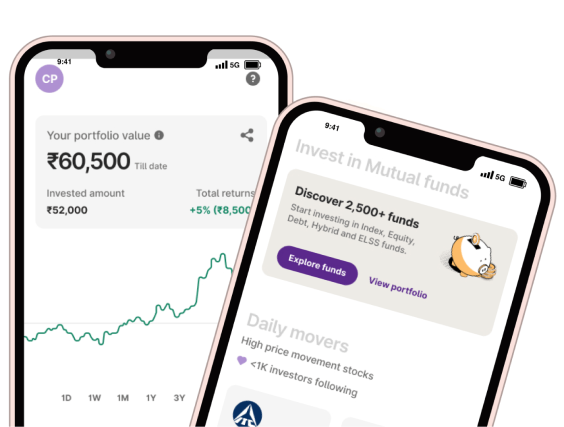 9:41
5G
CP
?
Your portfolio value
₹60,500 Till date
Invested amount Total returns
₹52,000 +5% (₹8,500
1D 1W 1M 1Y 3Y
9:41
5G
Invest in Mutual funds
Discover 2,500+ funds
Start investing in Index, Equity,
Debt, Hybrid and ELSS funds.
Explore funds View portfolio
Daily movers
High price movement stocks
<1K investors following
ITC